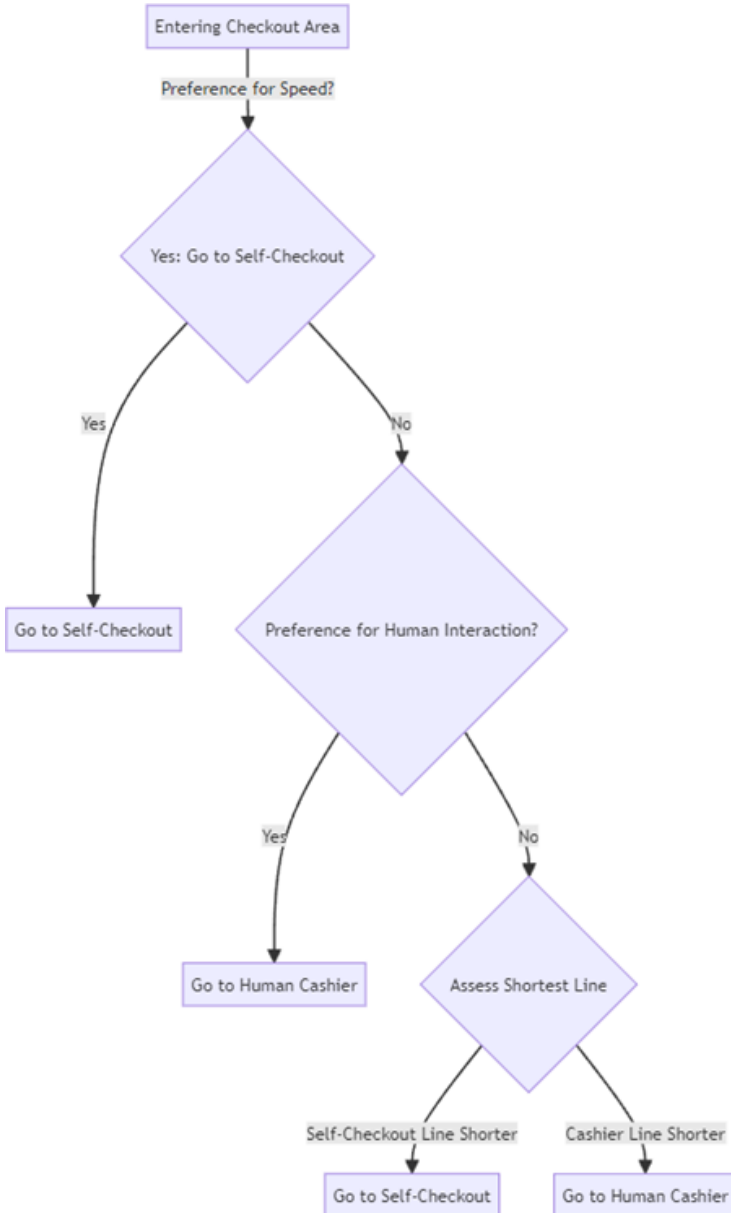 Entering Checkout Area
Preference for Speed?
Yes: Go to Self-Checkout
Yes
No
Go to Self-Checkout
Preference for Human Interaction?
Yes
No
Go to Human Cashier
Assess Shortest Line
Self-Checkout Line Shorter
Cashier Line Shorter
Go to Self-Checkout
Go to Human Cashier